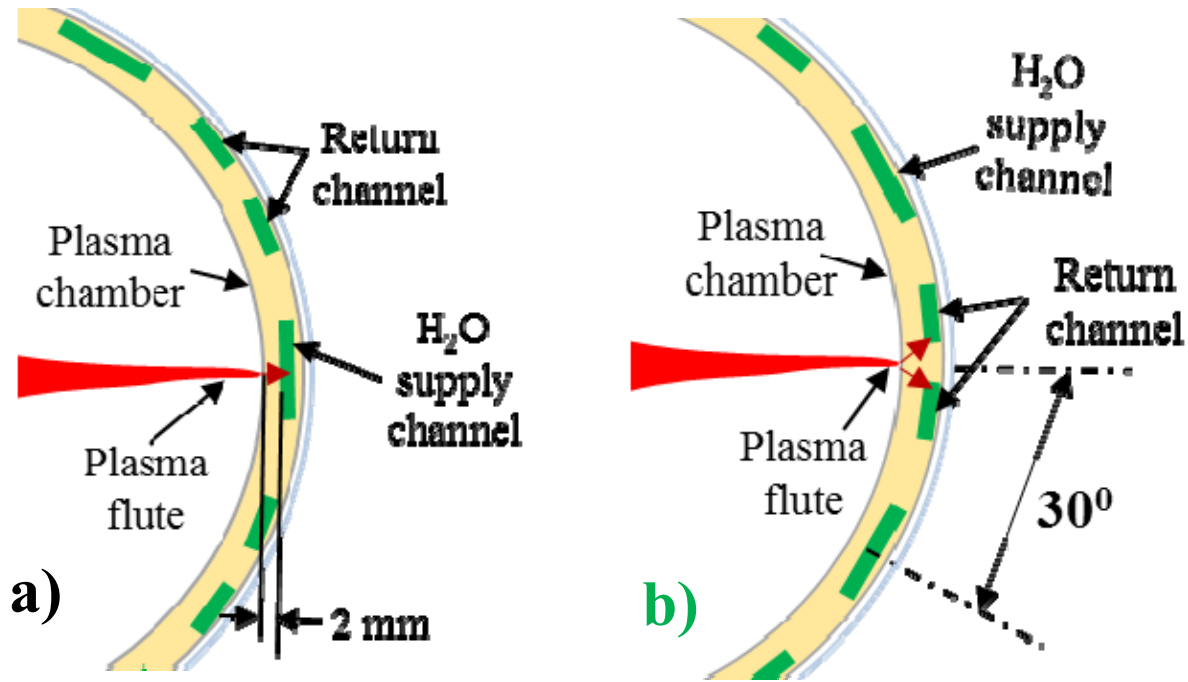 Return
channel
Plasma
chamber
H₂O
supply
channel
Plasma
flute
2 mm
a)
H₂O
supply
channel
Plasma
chamber
Return
channel
Plasma
flute
30⁰
b)